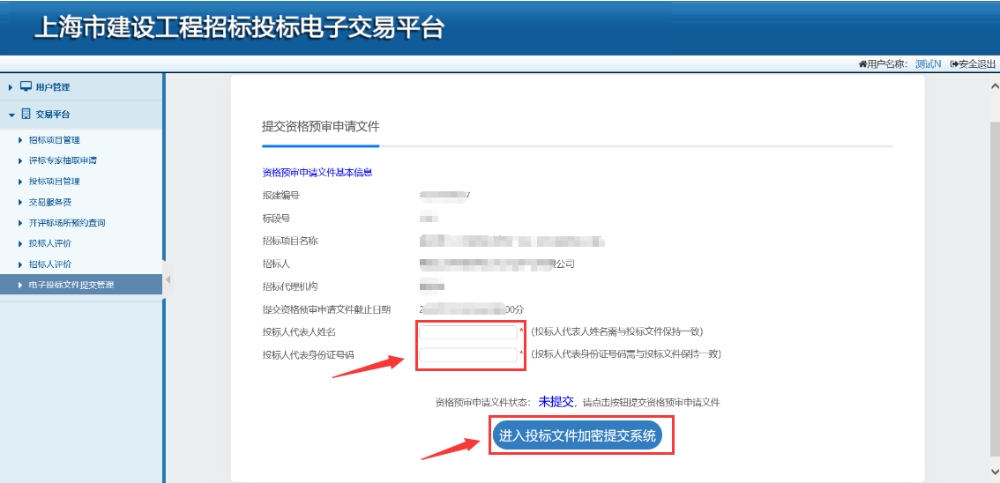 上海市建设工程招标投标电子交易平台
用户名称： 测试N 安全退出
用户管理
交易平台
招标项目管理
评标专家抽取申请
投标项目管理
交易服务费
开评标场所预约查询
投标人评价
招标人评价
电子投标文件提交管理
提交资格预审申请文件
资格预审申请文件基本信息
报建编号 7
标段号
招标项目名称
招标人 公司
招标代理机构
提交资格预审申请文件截止日期 2 00分
投标人代表人姓名 * (投标人代表人姓名需与投标文件保持一致)
投标人代表身份证号码 * (投标人代表身份证号码需与投标文件保持一致)
资格预审申请文件状态： 未提交，请点击按钮提交资格预审申请文件
进入投标文件加密提交系统